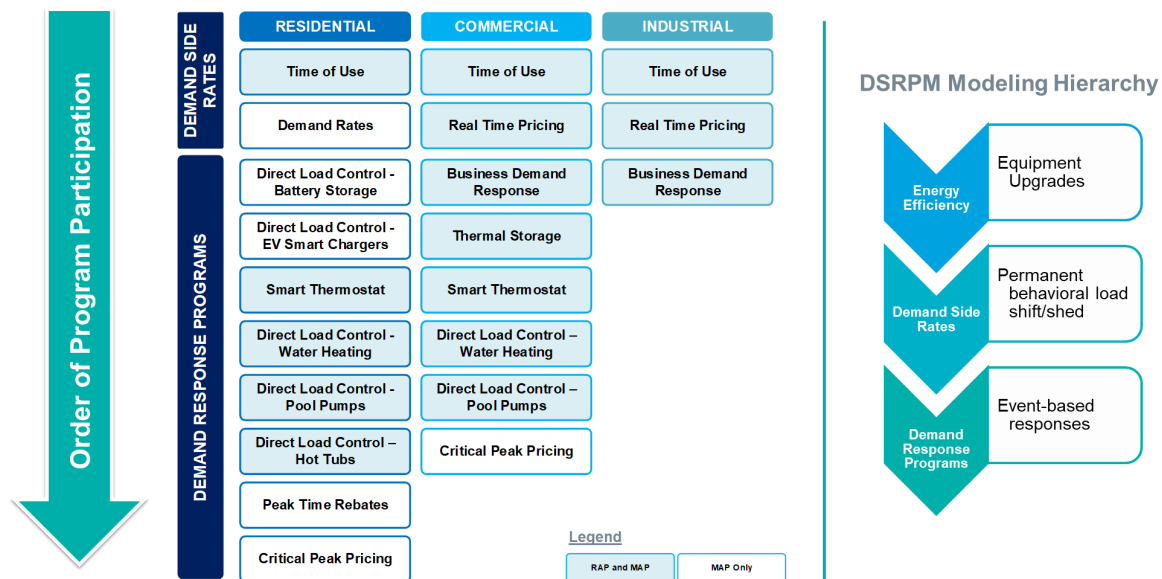 Order of Program Participation
DEMAND SIDE
RATES
DEMAND RESPONSE PROGRAMS
RESIDENTIAL
Time of Use
Demand Rates
Direct Load Control -
Battery Storage
Direct Load Control -
EV Smart Chargers
Smart Thermostat
Direct Load Control -
Water Heating
Direct Load Control -
Pool Pumps
Direct Load Control –
Hot Tubs
Peak Time Rebates
Critical Peak Pricing
COMMERCIAL
Time of Use
Real Time Pricing
Business Demand
Response
Thermal Storage
Smart Thermostat
Direct Load Control –
Water Heating
Direct Load Control –
Pool Pumps
Critical Peak Pricing
INDUSTRIAL
Time of Use
Real Time Pricing
Business Demand
Response
Legend
RAP and MAP
MAP Only
DSRPM Modeling Hierarchy
Energy
Efficiency
Equipment
Upgrades
Demand Side
Rates
Permanent
behavioral load
shift/shed
Demand
Response
Programs
Event-based
responses